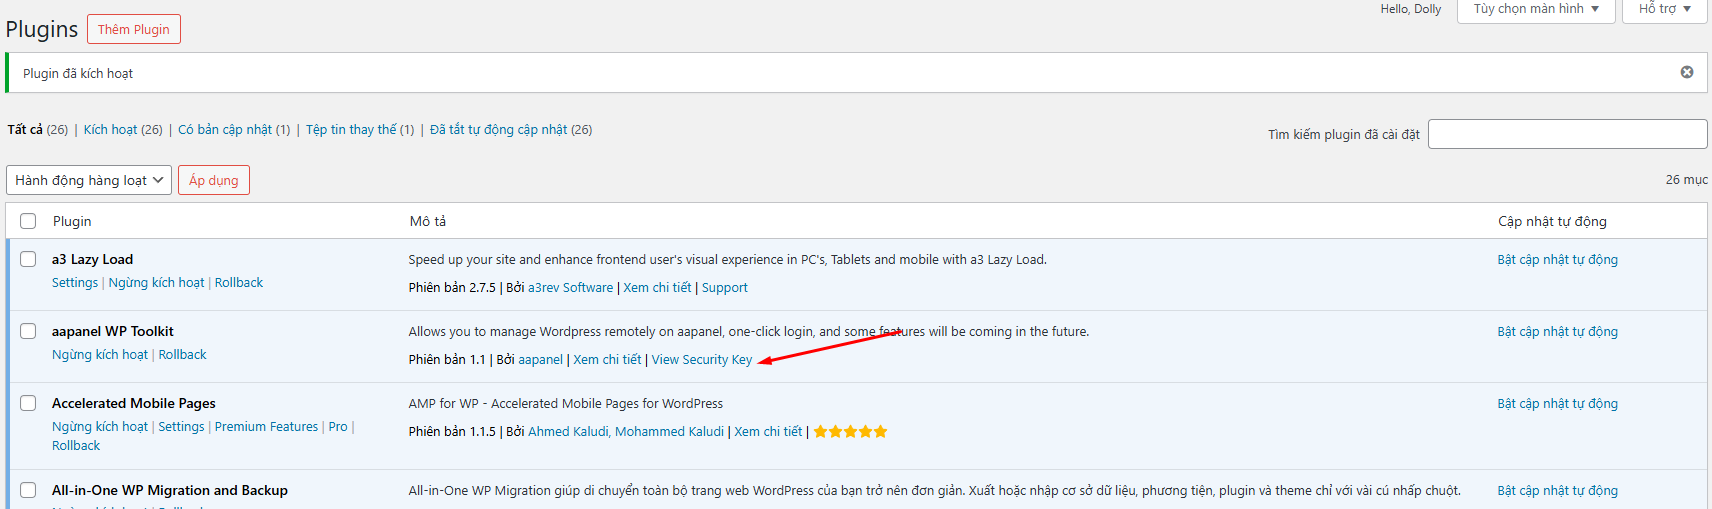 Hello, Dolly
Tùy chọn màn hình ▼
Hỗ trợ ▼
Plugins
Thêm Plugin
Plugin đã kích hoạt
Tất cả (26) | Kích hoạt (26) | Có bản cập nhật (1) | Tệp tin thay thế (1) | Đã tắt tự động cập nhật (26)
Tìm kiếm plugin đã cài đặt
Hành động hàng loạt
Áp dụng
26 mục
Plugin
Mô tả
Cập nhật tự động
a3 Lazy Load
Settings | Ngừng kích hoạt | Rollback
Speed up your site and enhance frontend user's visual experience in PC's, Tablets and mobile with a3 Lazy Load.
Phiên bản 2.7.5 | Bởi a3rev Software | Xem chi tiết | Support
Bật cập nhật tự động
aapanel WP Toolkit
Ngừng kích hoạt | Rollback
Allows you to manage Wordpress remotely on aapanel, one-click login, and some features will be coming in the future.
Phiên bản 1.1 | Bởi aapanel | Xem chi tiết | View Security Key
Bật cập nhật tự động
Accelerated Mobile Pages
Ngừng kích hoạt | Settings | Premium Features | Pro |
Rollback
AMP for WP - Accelerated Mobile Pages for WordPress
Phiên bản 1.1.5 | Bởi Ahmed Kaludi, Mohammed Kaludi | Xem chi tiết | ★★★★★
Bật cập nhật tự động
All-in-One WP Migration and Backup
All-in-One WP Migration giúp di chuyển toàn bộ trang web WordPress của bạn trở nên đơn giản. Xuất hoặc nhập cơ sở dữ liệu, phương tiện, plugin và theme chỉ với vài cú nhấp chuột.
Bật cập nhật tự động